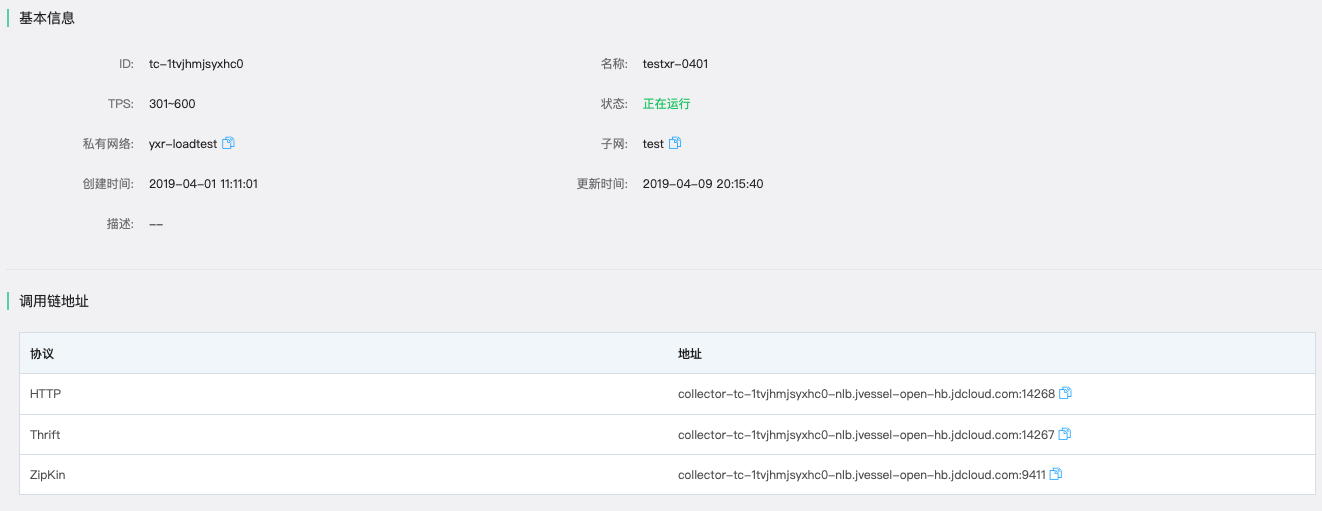 基本信息
ID: tc-1tvjhmjsyxhc0 名称: testxr-0401
TPS: 301~600 状态: 正在运行
私有网络: yxr-loadtest 子网: test
创建时间: 2019-04-01 11:11:01 更新时间: 2019-04-09 20:15:40
描述: --
调用链地址
协议 地址
HTTP collector-tc-1tvjhmjsyxhc0-nlb.jvessel-open-hb.jdcloud.com:14268
Thrift collector-tc-1tvjhmjsyxhc0-nlb.jvessel-open-hb.jdcloud.com:14267
ZipKin collector-tc-1tvjhmjsyxhc0-nlb.jvessel-open-hb.jdcloud.com:9411